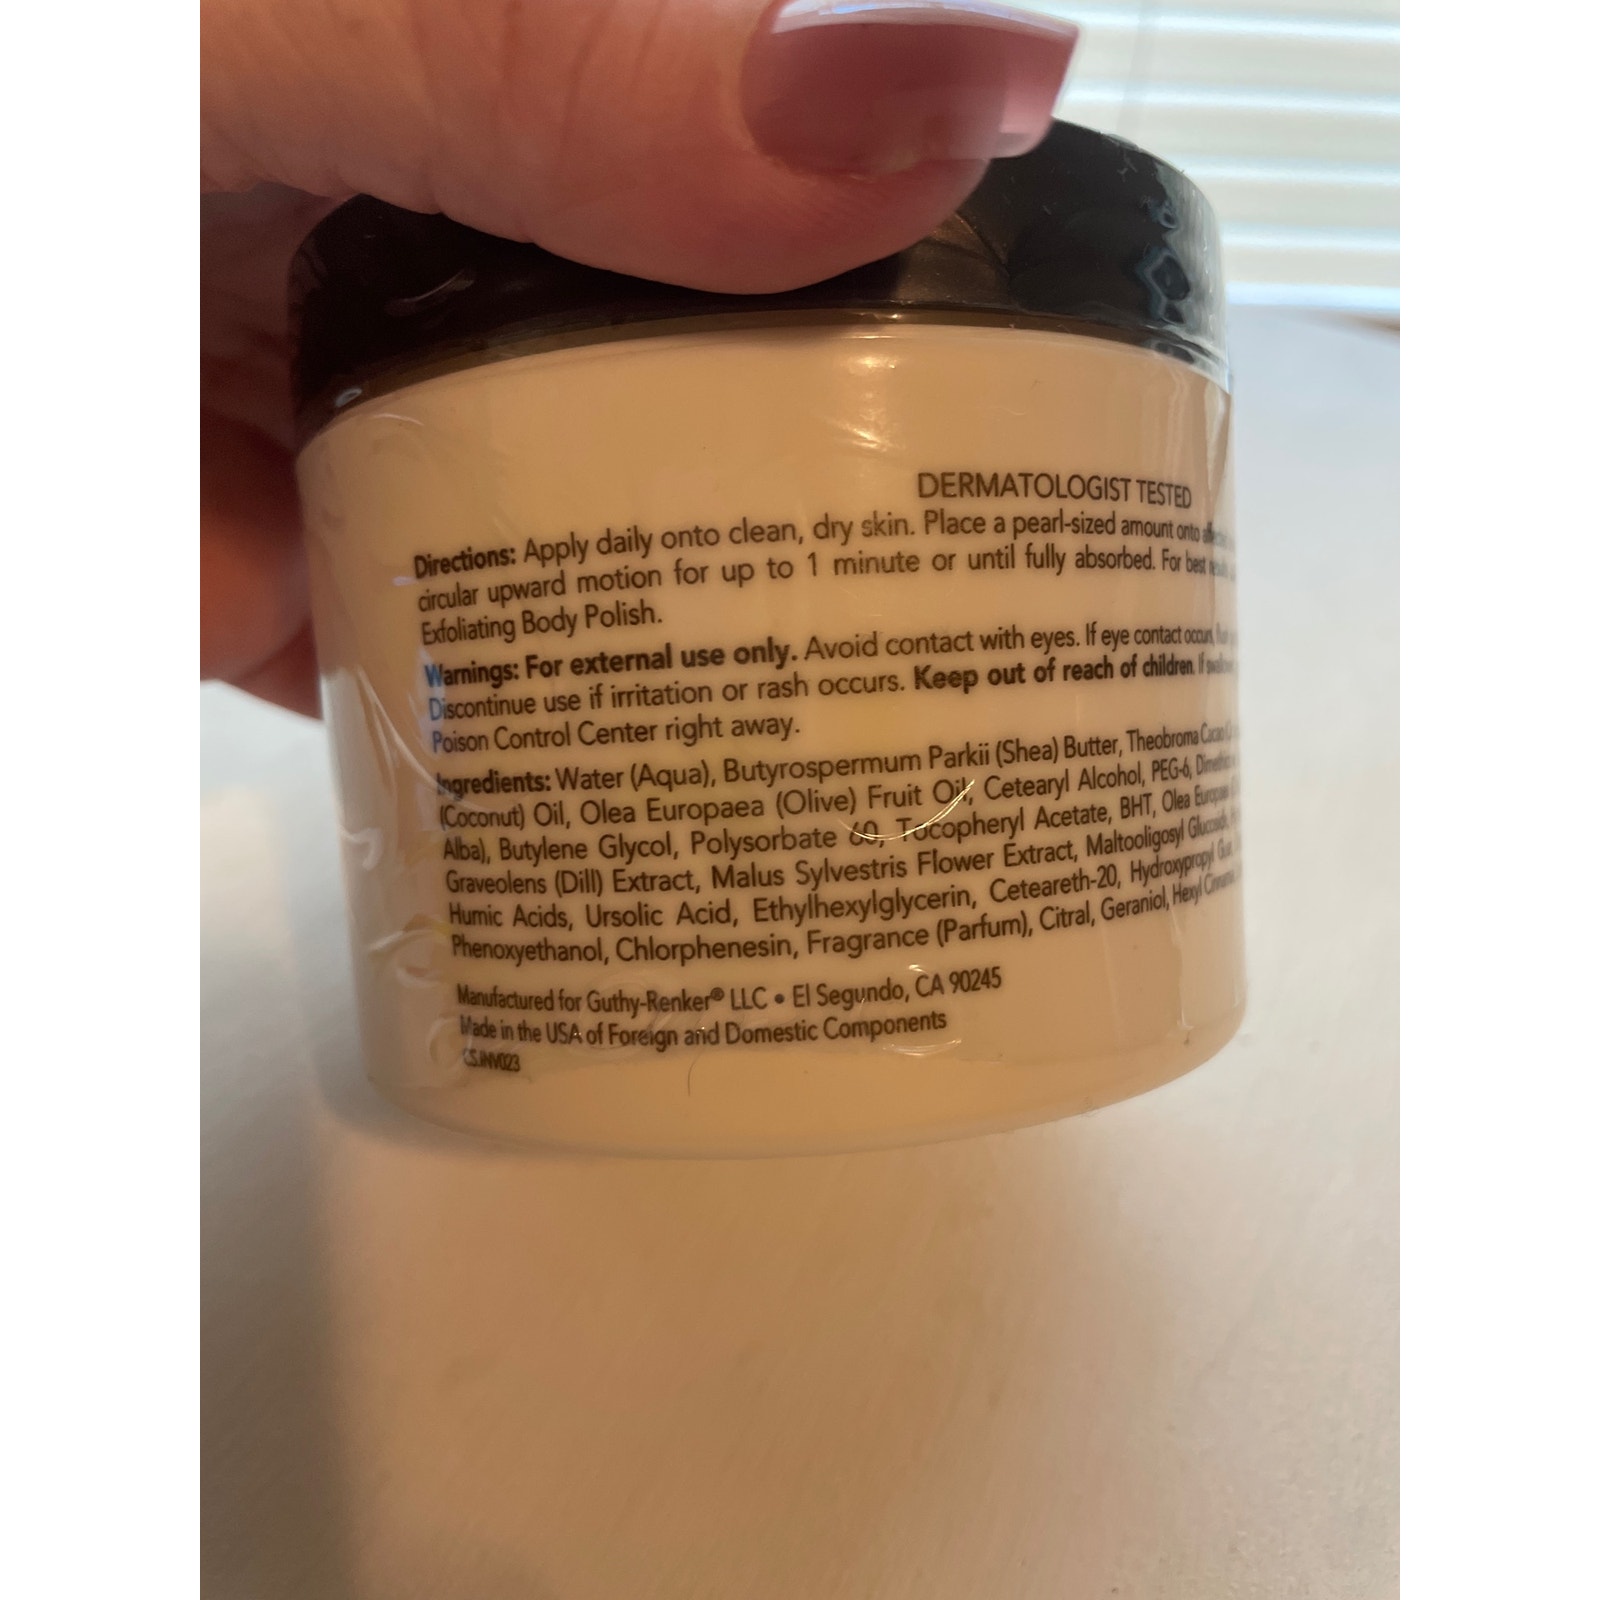 DERMATOLOGIST TESTED
Directions: Apply daily onto clean, dry skin. Place a pearl-sized amount onto
circular upward motion for up to 1 minute or until fully absorbed. For best
Exfoliating Body Polish.
Warnings: For external use only. Avoid contact with eyes. If eye contact occurs,
Discontinue use if irritation or rash occurs. Keep out of reach of children. If
Poison Control Center right away.
Ingredients: Water (Aqua), Butyrospermum Parkii (Shea) Butter, Theobroma Cacao
(Coconut) Oil, Olea Europaea (Olive) Fruit Oil, Cetearyl Alcohol, PEG-6,
Alba), Butylene Glycol, Polysorbate 60, Tocopheryl Acetate, BHT, Olea
Graveolens (Dill) Extract, Malus Sylvestris Flower Extract, Maltooligosyl Glucoside,
Humic Acids, Ursolic Acid, Ethylhexylglycerin, Ceteareth-20, Hydroxypropyl
Phenoxyethanol, Chlorphenesin, Fragrance (Parfum), Citral, Geraniol, Hexyl
Manufactured for Guthy-Renker® LLC • El Segundo, CA 90245
Made in the USA of Foreign and Domestic Components
CS.INV023